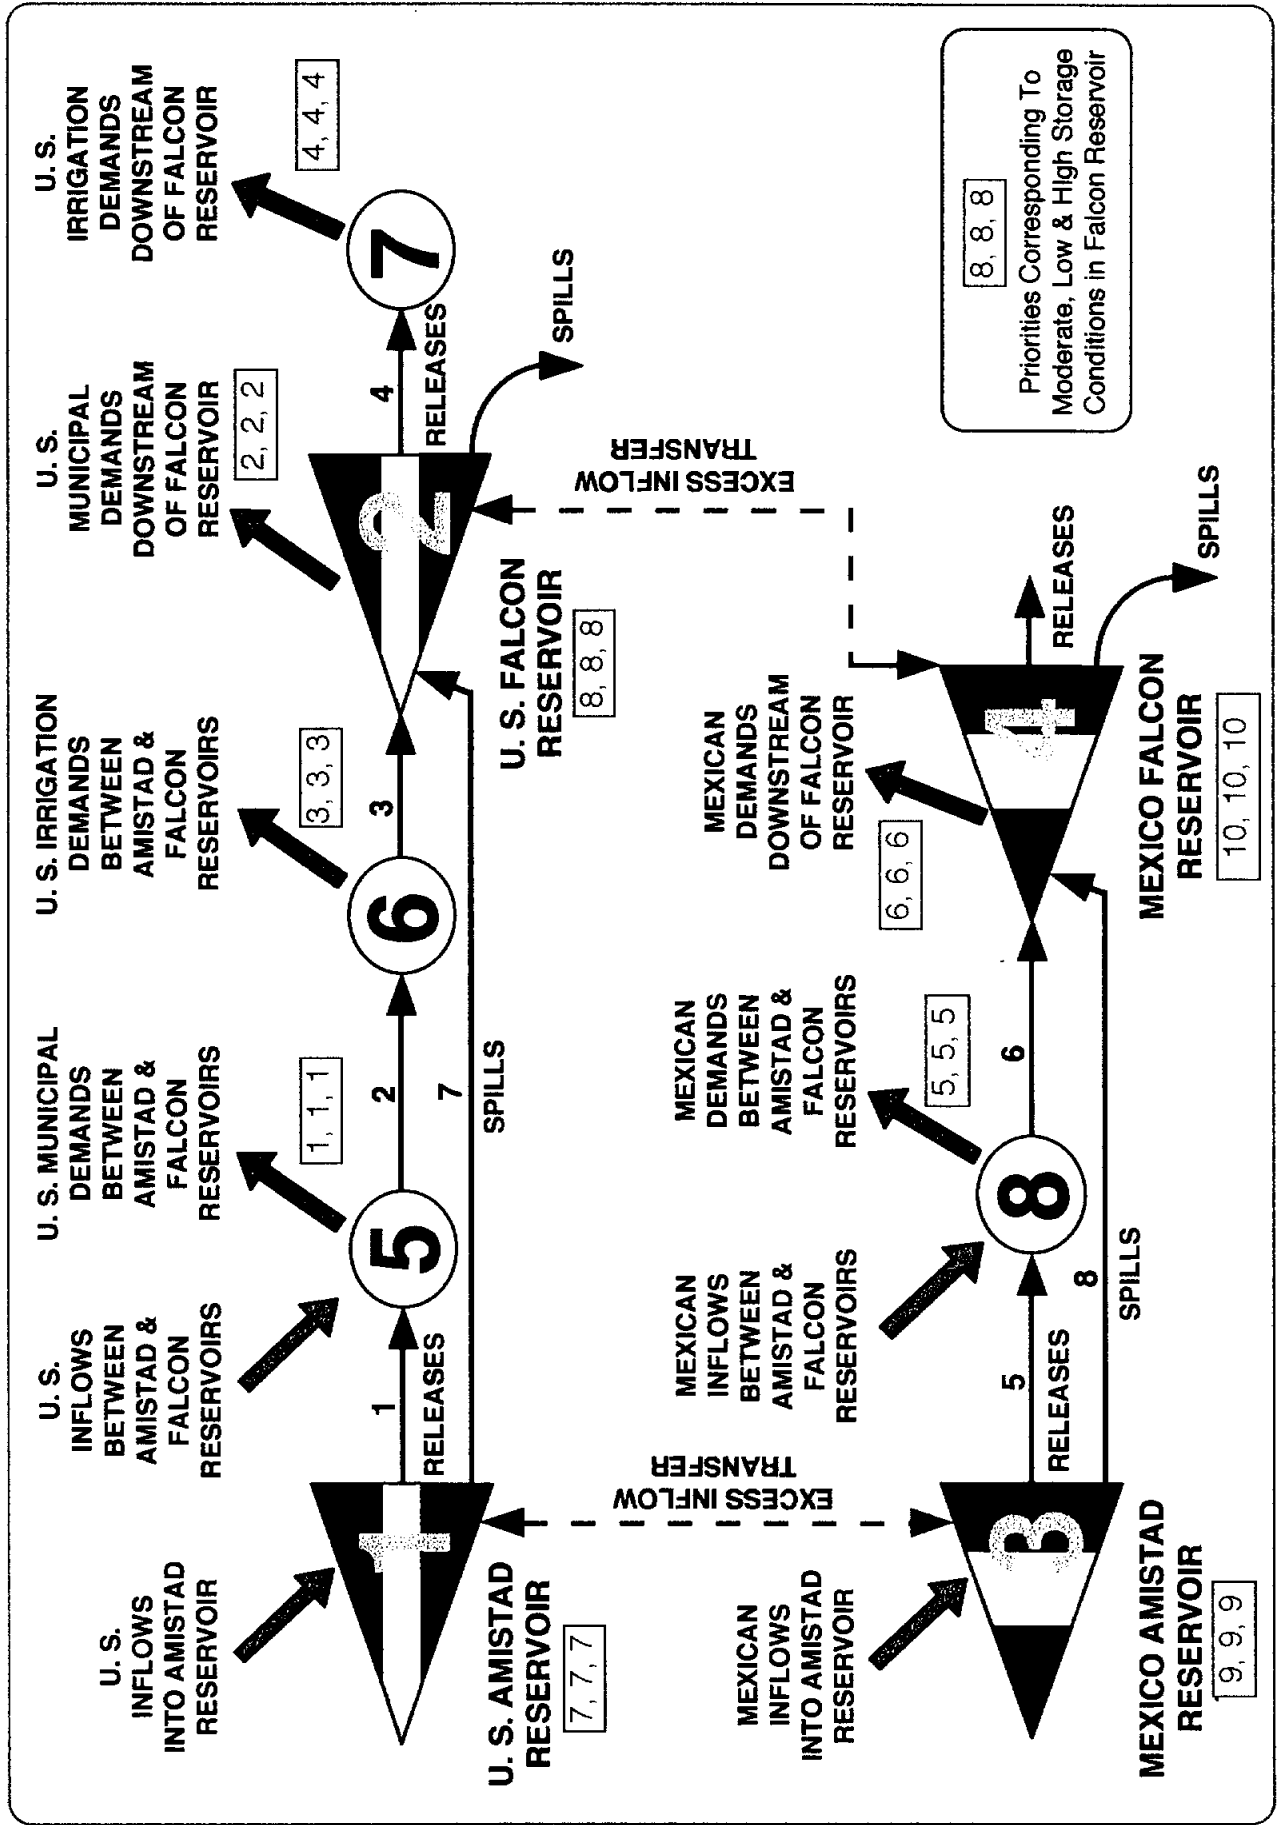 U. S.
INFLOWS
INTO AMISTAD
RESERVOIR
U. S.
INFLOWS
BETWEEN
AMISTAD &
FALCON
RESERVOIRS
U. S. MUNICIPAL
DEMANDS
BETWEEN
AMISTAD &
FALCON
RESERVOIRS
1, 1, 1
U. S. IRRIGATION
DEMANDS
BETWEEN
AMISTAD &
FALCON
RESERVOIRS
3, 3, 3
U. S.
MUNICIPAL
DEMANDS
DOWNSTREAM
OF FALCON
RESERVOIR
2, 2, 2
U. S.
IRRIGATION
DEMANDS
DOWNSTREAM
OF FALCON
RESERVOIR
4, 4, 4
1
1
RELEASES
5
2
6
3
2
4
RELEASES
7
7
SPILLS
SPILLS
U. S. AMISTAD
RESERVOIR
7, 7, 7
EXCESS INFLOW
TRANSFER
U. S. FALCON
RESERVOIR
8, 8, 8
EXCESS INFLOW
TRANSFER
MEXICAN
INFLOWS
INTO AMISTAD
RESERVOIR
MEXICAN
INFLOWS
BETWEEN
AMISTAD &
FALCON
RESERVOIRS
MEXICAN
DEMANDS
BETWEEN
AMISTAD &
FALCON
RESERVOIRS
5, 5, 5
MEXICAN
DEMANDS
DOWNSTREAM
OF FALCON
RESERVOIR
6, 6, 6
3
5
RELEASES
8
6
4
RELEASES
8
SPILLS
SPILLS
MEXICO AMISTAD
RESERVOIR
9, 9, 9
MEXICO FALCON
RESERVOIR
10, 10, 10
8, 8, 8
Priorities Corresponding To
Moderate, Low & High Storage
Conditions in Falcon Reservoir